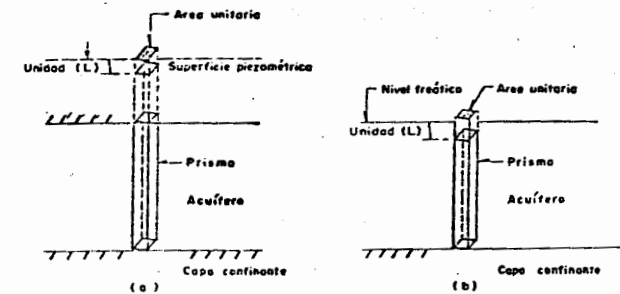 Area unitaria
Unidad (L)
Superficie piezométrica
Prisma
Acuífero
Capa confinante
(a)
Nivel freático
Area unitaria
Unidad (L)
Prisma
Acuífero
Capa confinante
(b)